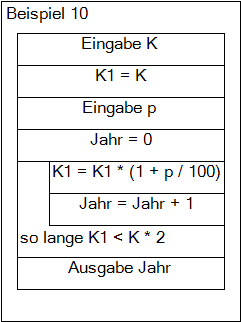 Beispiel 10
Eingabe K
K1 = K
Eingabe p
Jahr = 0
K1 = K1 * (1 + p / 100)
Jahr = Jahr + 1
so lange K1 < K * 2
Ausgabe Jahr